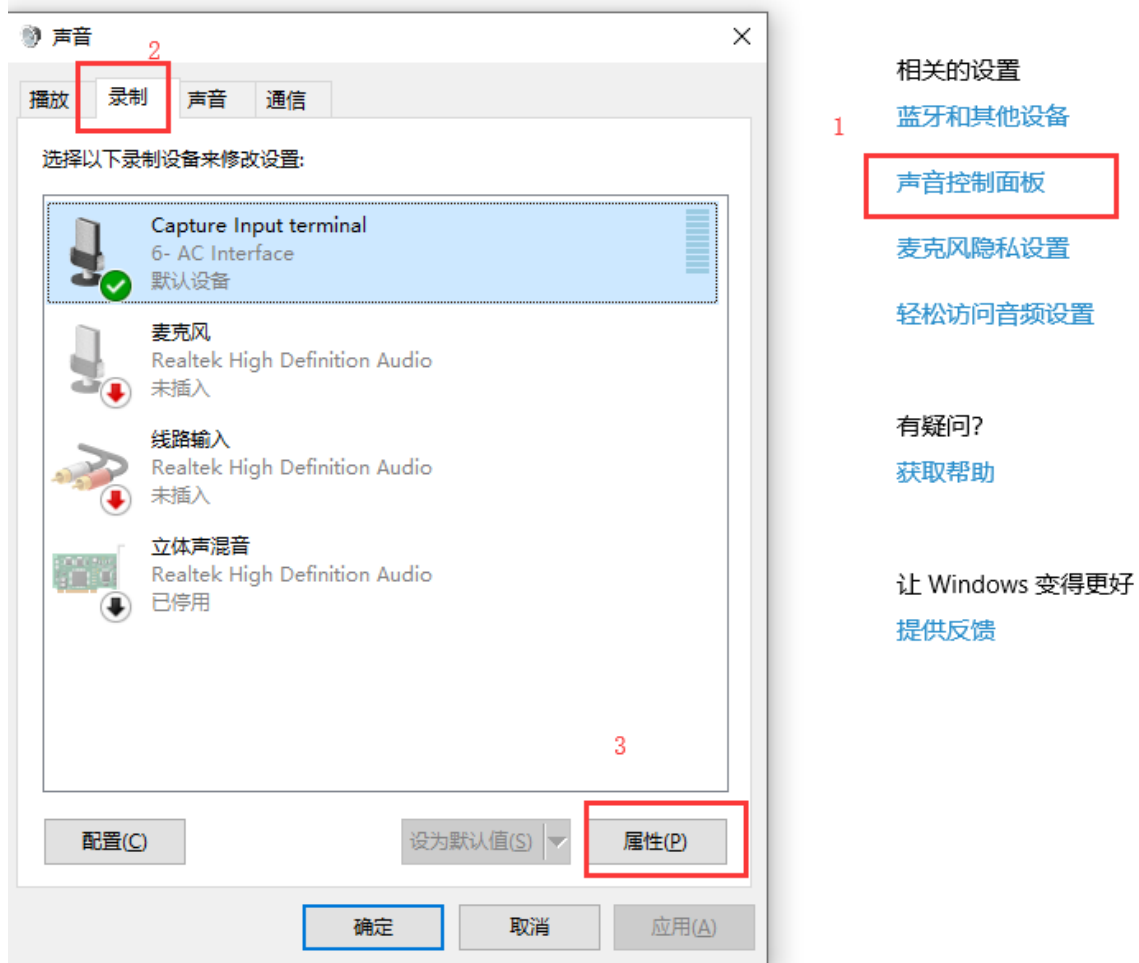 声音
2
播放 录制 声音 通信
选择以下录制设备来修改设置:
Capture Input terminal
6- AC Interface
默认设备
麦克风
Realtek High Definition Audio
未插入
线路输入
Realtek High Definition Audio
未插入
立体声混音
Realtek High Definition Audio
已停用
3
配置(C) 设为默认值(S) 属性(P)
确定 取消 应用(A)
相关的设置
蓝牙和其他设备
1
声音控制面板
麦克风隐私设置
轻松访问音频设置
有疑问?
获取帮助
让 Windows 变得更好
提供反馈